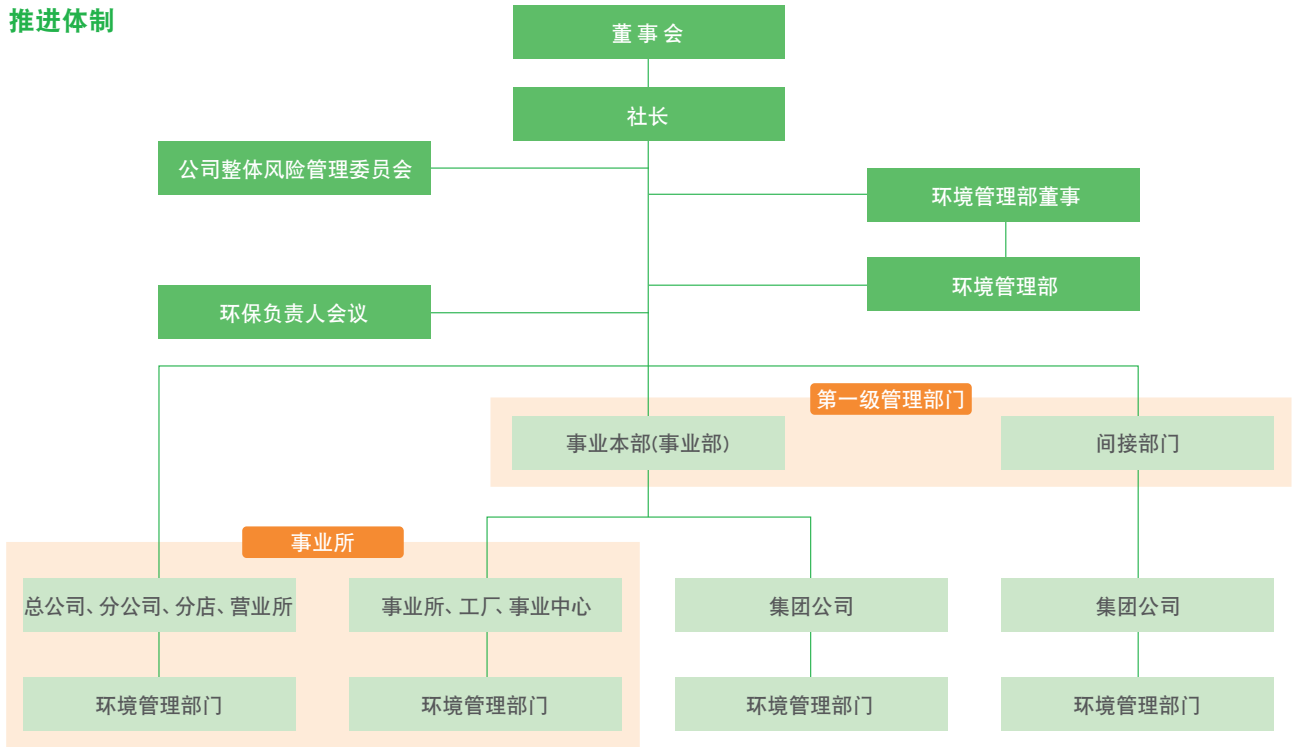 推进体制
董事会
社长
公司整体风险管理委员会
环境管理部董事
环境管理部
环保负责人会议
第一级管理部门
事业本部(事业部)
间接部门
事业所
总公司、分公司、分店、营业所
事业所、工厂、事业中心
集团公司
集团公司
环境管理部门
环境管理部门
环境管理部门
环境管理部门